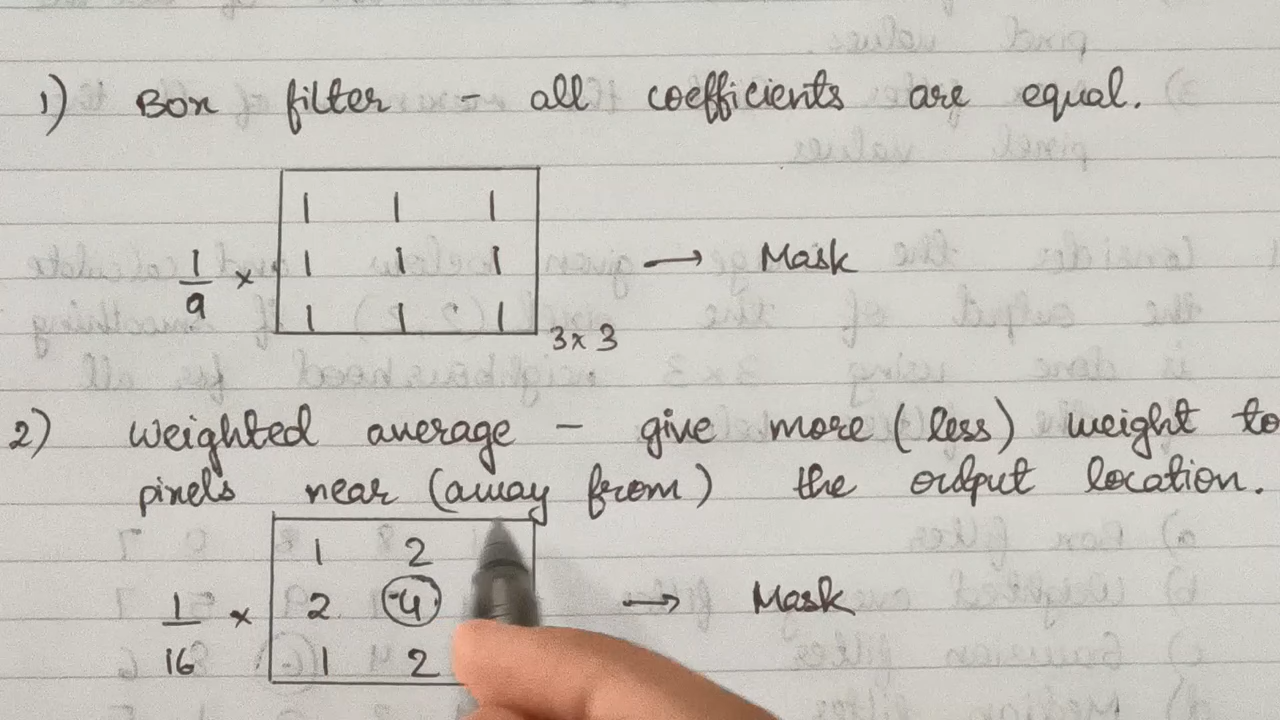 1) Box filter - all coefficients are equal.
1 1 1
1/9 × 1 1 1 → Mask
1 1 1
3x3
2) Weighted average - give more (less) weight to
pixels near (away from) the output location.
1 2
1/16 × 2 4 → Mask
1 2